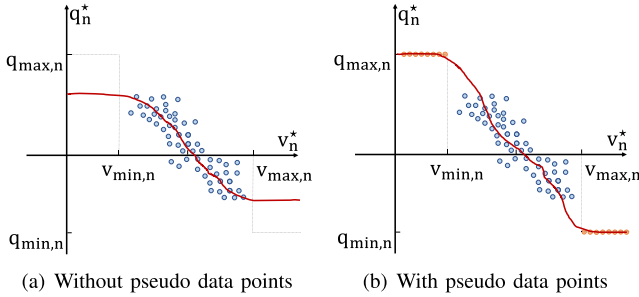 q⋆n q⋆n
qmax,n qmax,n
v⋆n v⋆n
vmin,n vmax,n vmin,n vmax,n
qmin,n qmin,n
(a) Without pseudo data points (b) With pseudo data points